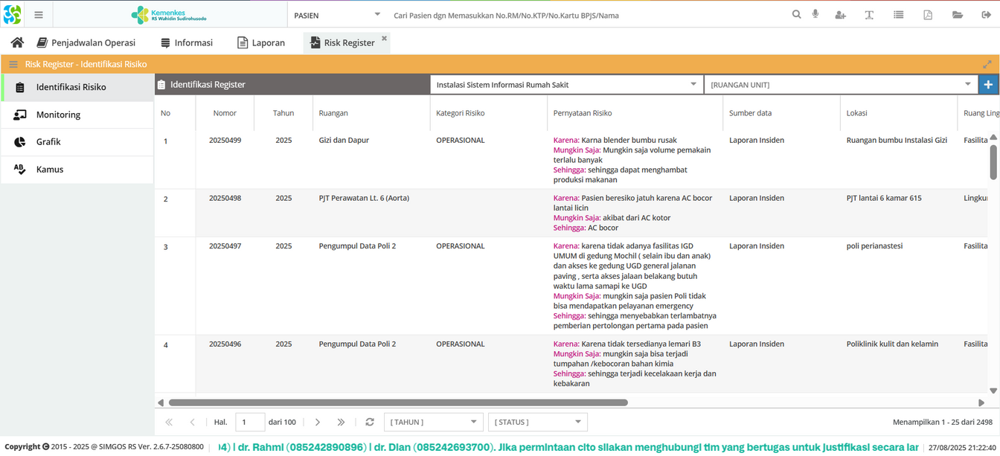 Kemenkes
RS Wahidin Sudirohusodo
PASIEN
Cari Pasien dgn Memasukkan No.RM/No.KTP/No.Kartu BPJS/Nama
Penjadwalan Operasi
Informasi
Laporan
Risk Register
Risk Register - Identifikasi Risiko
Identifikasi Risiko
Monitoring
Grafik
Kamus
Identifikasi Register
Instalasi Sistem Informasi Rumah Sakit
[RUANGAN UNIT]
No Nomor Tahun Ruangan Kategori Risiko Pernyataan Risiko Sumber data Lokasi Ruang Ling
1 20250499 2025 Gizi dan Dapur OPERASIONAL Karena: Karna blender bumbu rusak Laporan Insiden Ruangan bumbu Instalasi Gizi Fasilita
Mungkin Saja: Mungkin saja volume pemakain
terlalu banyak
Sehingga: sehingga dapat menghambat
produksi makanan
2 20250498 2025 PJT Perawatan Lt. 6 (Aorta) Karena: Pasien beresiko jatuh karena AC bocor Laporan Insiden PJT lantai 6 kamar 615 Lingku
lantai licin
Mungkin Saja: akibat dari AC kotor
Sehingga: AC bocor
3 20250497 2025 Pengumpul Data Poli 2 OPERASIONAL Karena: karena tidak adanya fasilitas IGD Laporan Insiden poli perianastesi Fasilita
UMUM di gedung Mochil ( selain ibu dan anak)
dan akses ke gedung UGD general jalanan
paving , serta akses jalaan belakang butuh
waktu lama samapi ke UGD
Mungkin Saja: mungkin saja pasien Poli tidak
bisa mendapatkan pelayanan emergency
Sehingga: sehingga menyebabkan terlambatnya
pemberian pertolongan pertama pada pasien
4 20250496 2025 Pengumpul Data Poli 2 OPERASIONAL Karena: Karena tidak tersedianya lemari B3 Laporan Insiden Poliklinik kulit dan kelamin Fasilita
Mungkin Saja: mungkin saja bisa terjadi
tumpahan /kebocoran bahan kimia
Sehingga: sehingga terjadi kecelakaan kerja dan
kebakaran
Hal. 1 dari 100 [ TAHUN ] [ STATUS ] Menampilkan 1 - 25 dari 2498
Copyright © 2015 - 2025 @ SIMGOS RS Ver. 2.6.7-25080800 04) | dr. Rahmi (085242890896) | dr. Dian (085242693700). Jika permintaan cito silakan menghubungi tim yang bertugas untuk justifikasi secara lar 27/08/2025 21:22:40